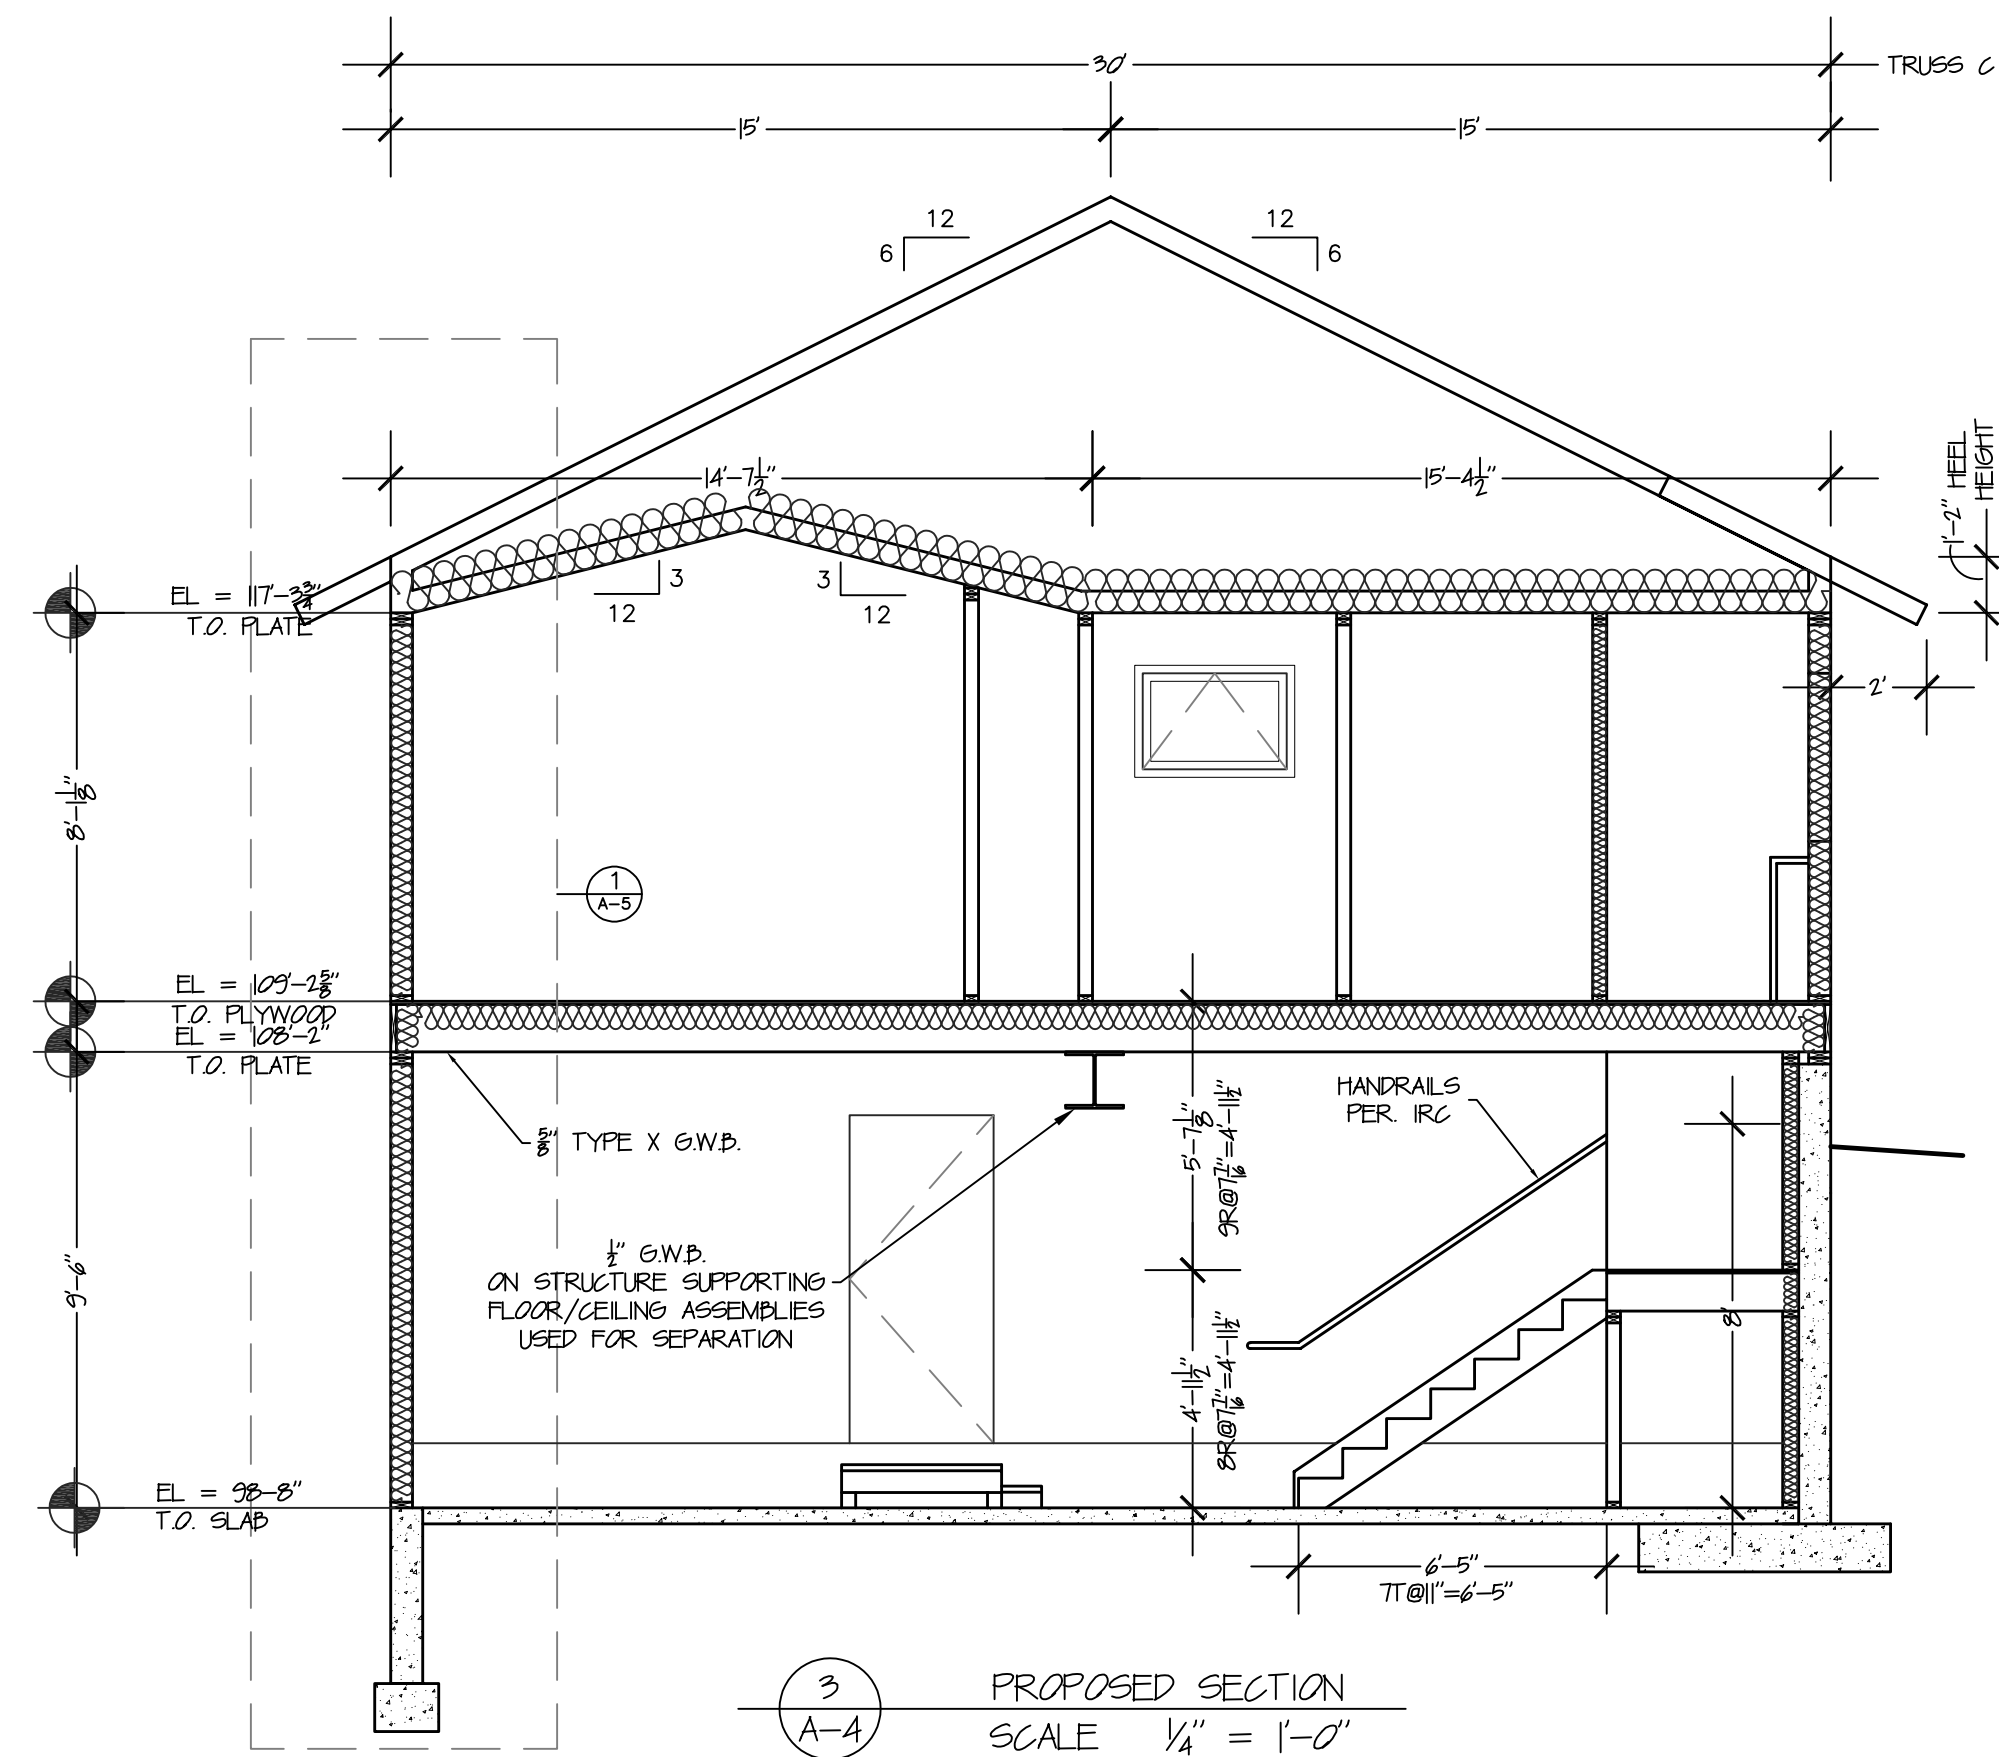 30'
TRUSS C
15'
15'
12
6
12
6
14'-7 1/2"
15'-4 1/2"
1'-2" HEEL
HEIGHT
3
12
3
12
EL = 117'-3 3/4"
T.O. PLATE
2'
8'-1 1/8"
1
A-5
EL = 109'-2 5/8"
T.O. PLYWOOD
EL = 108'-2"
T.O. PLATE
5/8" TYPE X G.W.B.
HANDRAILS
PER. IRC
5'-7 1/8"
9R@7 7/16"=4'-11 1/2"
1/2" G.W.B.
ON STRUCTURE SUPPORTING
FLOOR/CEILING ASSEMBLIES
USED FOR SEPARATION
9'-6"
8'
4'-11 1/2"
8R@7 7/16"=4'-11 1/2"
EL = 98-8"
T.O. SLAB
6'-5"
7T@11"=6'-5"
3
A-4
PROPOSED SECTION
SCALE 1/4" = 1'-0"